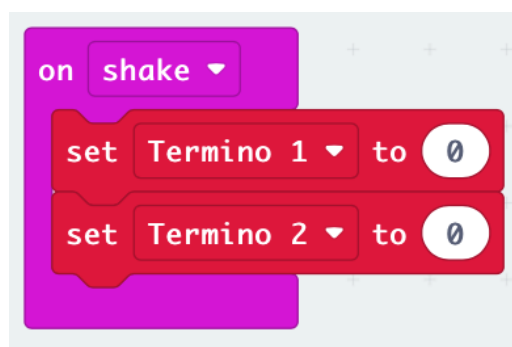 on shake
set Termino 1 to 0
set Termino 2 to 0